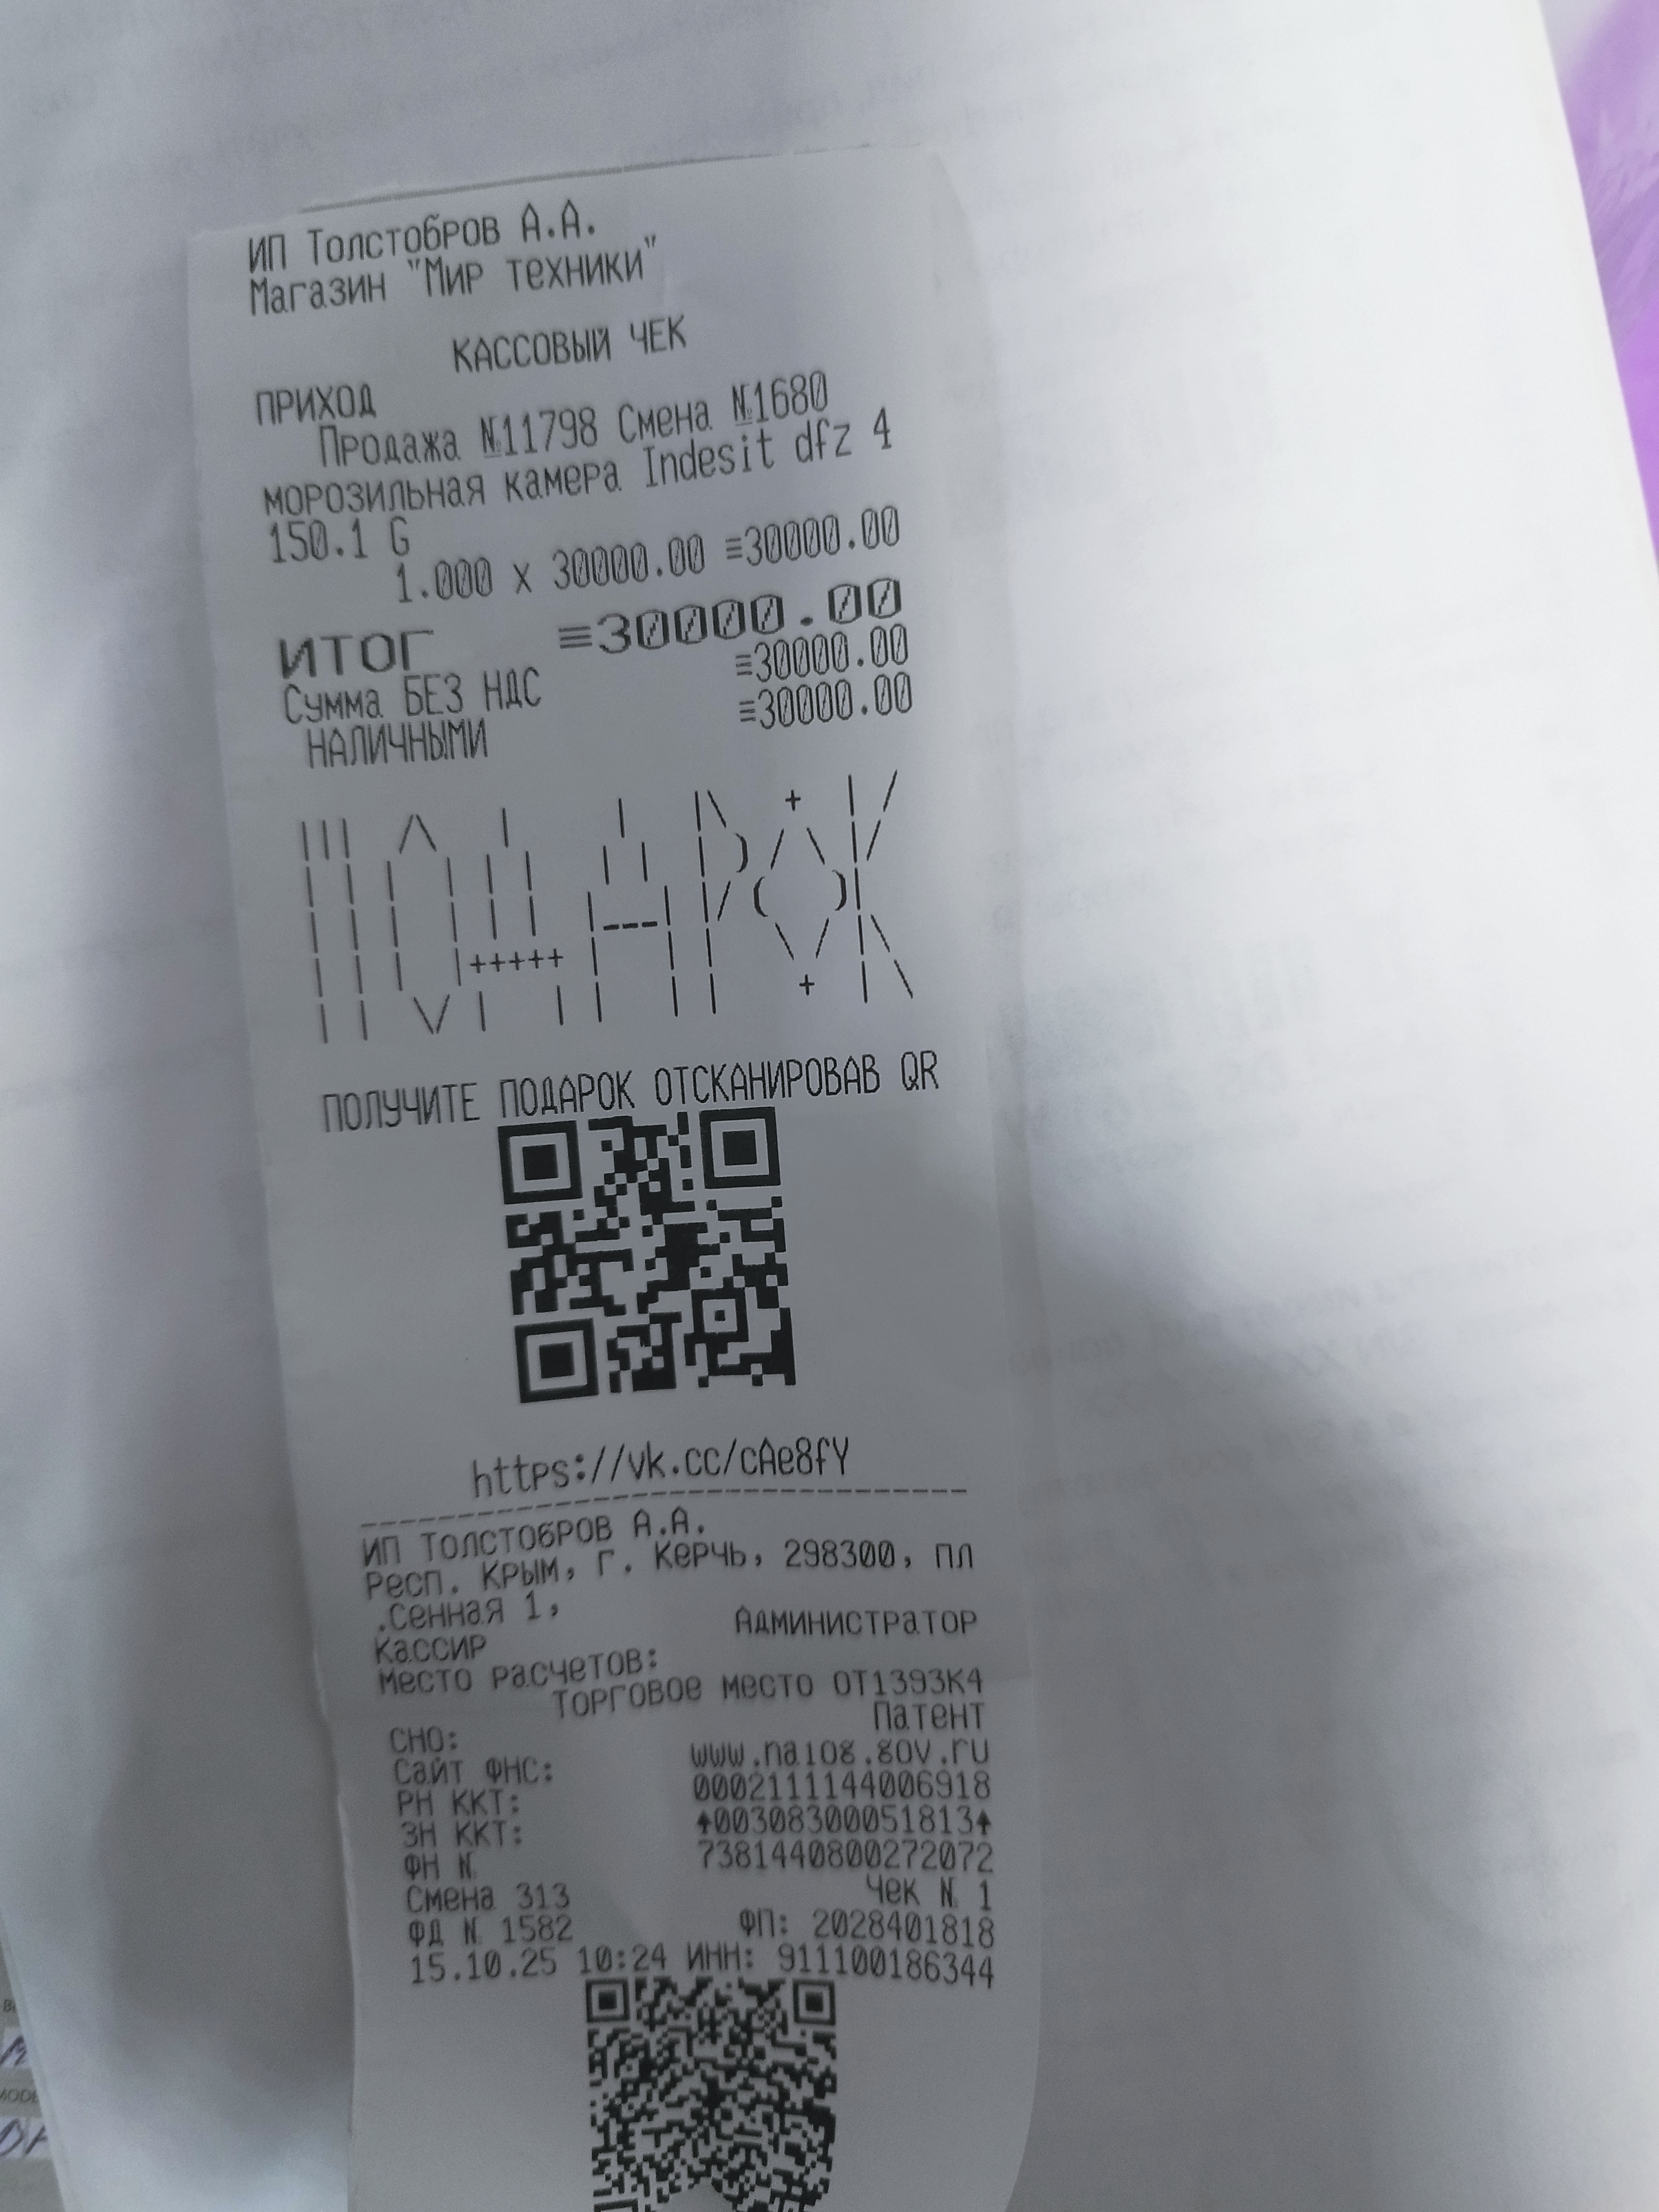 ИП Толстобров А.А.
Магазин "Мир техники"
КАССОВЫЙ ЧЕК
ПРИХОД
Продажа №11798 Смена №1680
морозильная камера Indesit dfz 4
150.1 G
1.000 x 30000.00 ≡30000.00
ИТОГ ≡30000.00
Сумма БЕЗ НДС ≡30000.00
НАЛИЧНЫМИ ≡30000.00
ПОЛУЧИТЕ ПОДАРОК ОТСКАНИРОВАВ QR
https://vk.cc/cAe8fY
ИП Толстобров А.А.
Респ. Крым, г. Керчь, 298300, пл
.Сенная 1,
Кассир Администратор
Место расчетов:
Торговое место ОТ1393К4
СНО: Патент
Сайт ФНС: www.nalog.gov.ru
РН ККТ: 0002111144006918
ЗН ККТ: ↑00308300051813↑
ФН № 7381440800272072
Смена 313 Чек № 1
ФД № 1582 ФП: 2028401818
15.10.25 10:24 ИНН: 911100186344